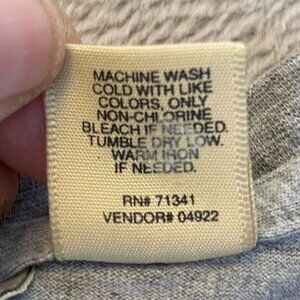 MACHINE WASH
COLD WITH LIKE
COLORS, ONLY
NON-CHLORINE
BLEACH IF NEEDED.
TUMBLE DRY LOW.
WARM IRON
IF NEEDED.
RN# 71341
VENDOR# 04922